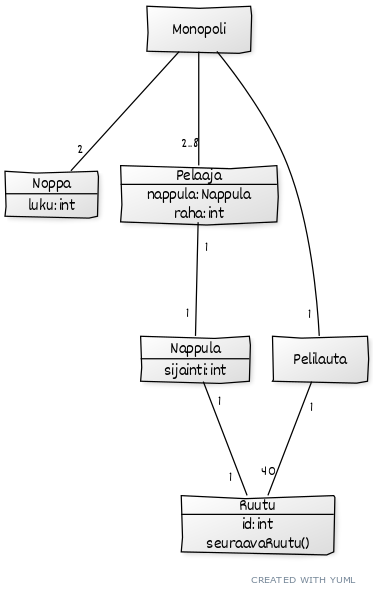 Monopoli
2
2..8
Noppa
luku: int
Pelaaja
nappula: Nappula
raha: int
1
1
1
Nappula
sijainti: int
Pelilauta
1
1
1
40
Ruutu
id: int
seuraavaRuutu()
CREATED WITH YUML